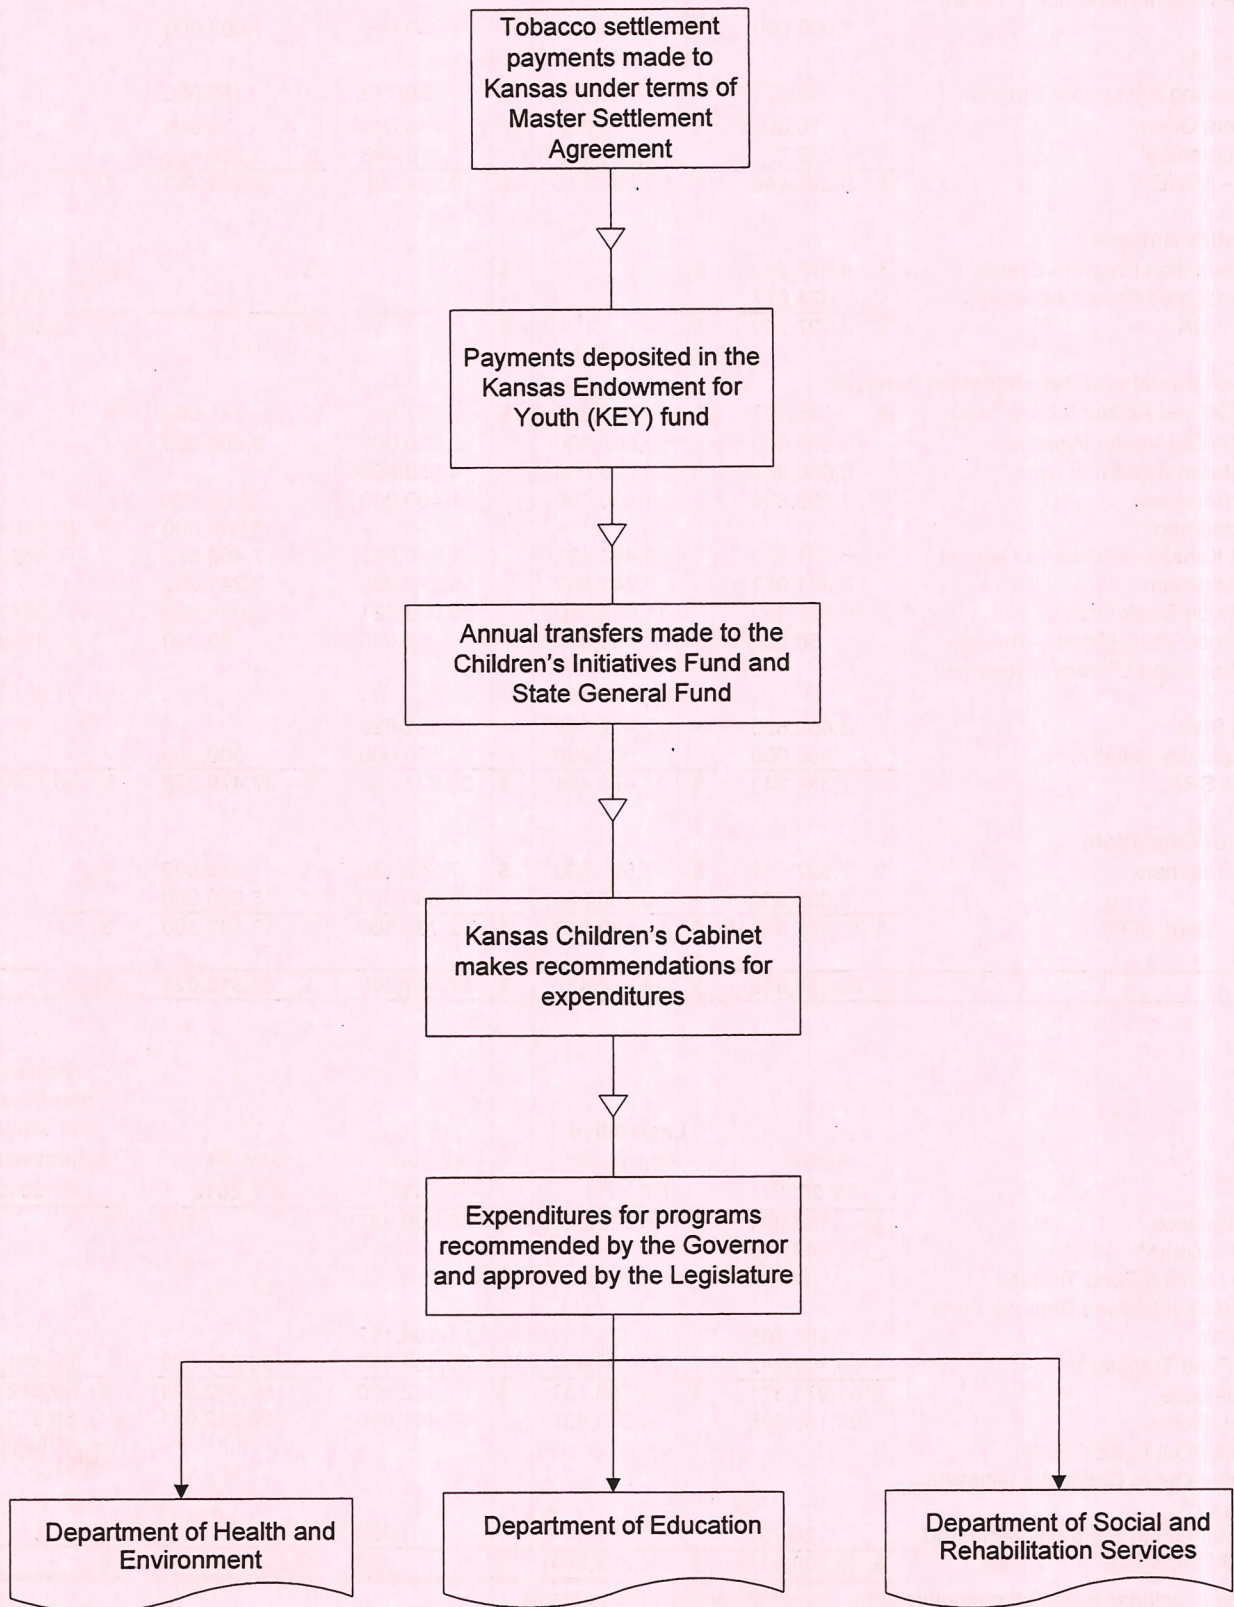 Tobacco settlement
payments made to
Kansas under terms of
Master Settlement
Agreement
Payments deposited in the
Kansas Endowment for
Youth (KEY) fund
Annual transfers made to the
Children's Initiatives Fund and
State General Fund
Kansas Children's Cabinet
makes recommendations for
expenditures
Expenditures for programs
recommended by the Governor
and approved by the Legislature
Department of Health and
Environment
Department of Education
Department of Social and
Rehabilitation Services